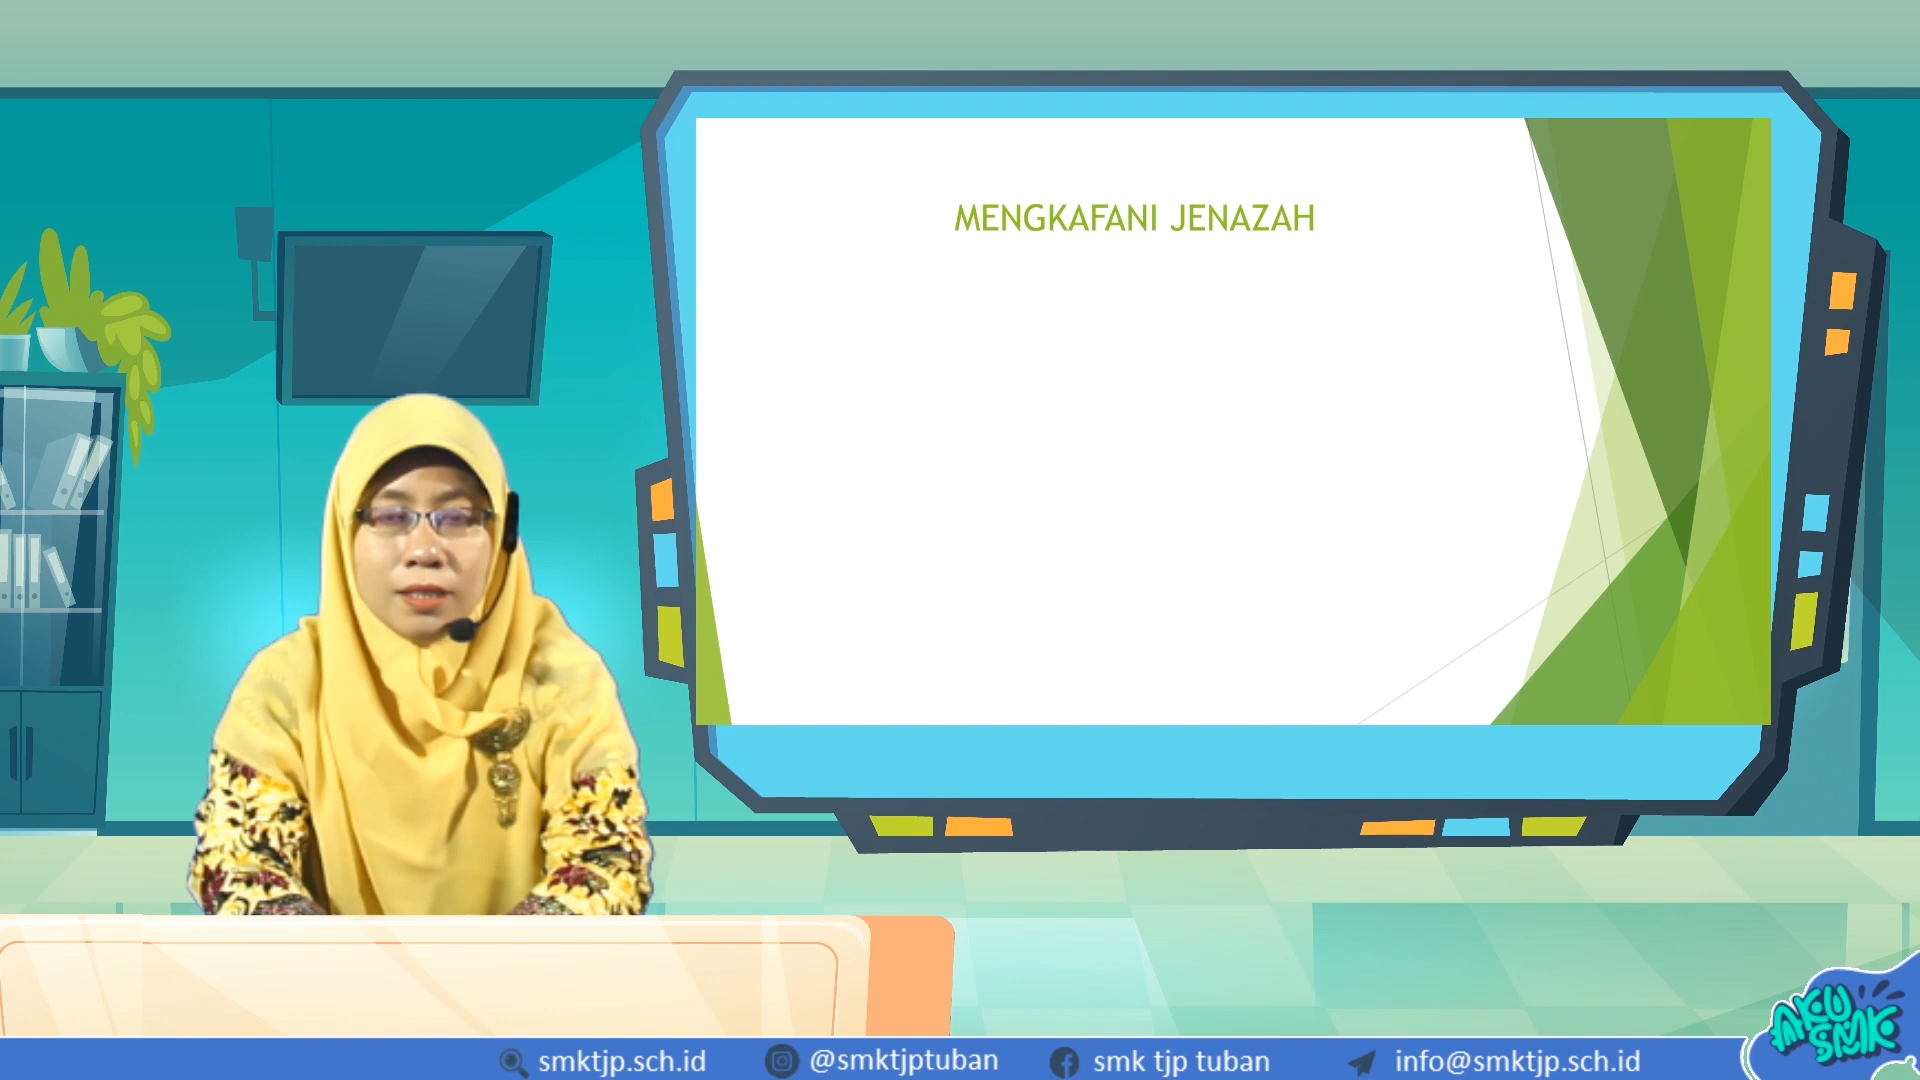 MENGKAFANI JENAZAH
AKU
SMK
smktjp.sch.id
@smktjptuban
smk tjp tuban
info@smktjp.sch.id